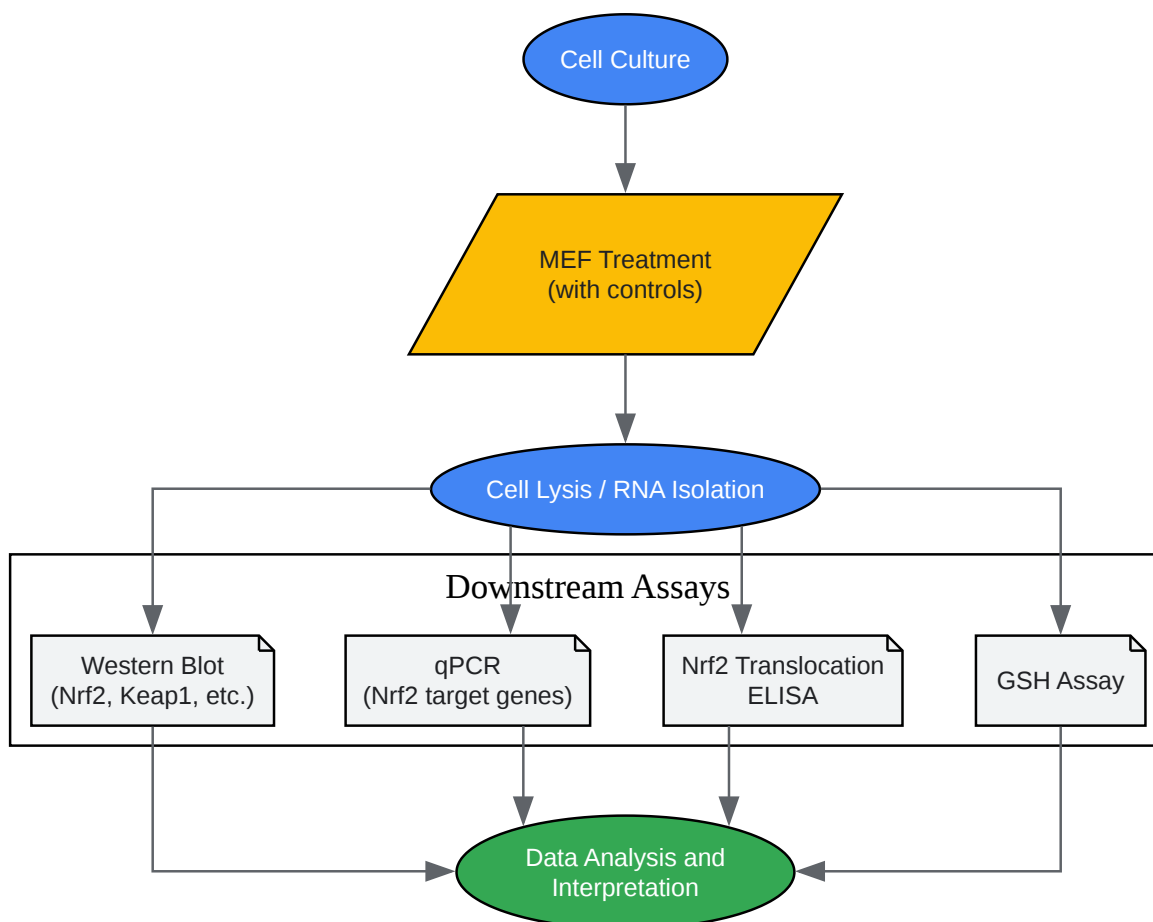 Cell Culture
MEF Treatment
(with controls)
Cell Lysis / RNA Isolation
Downstream Assays
Western Blot
(Nrf2, Keap1, etc.)
qPCR
(Nrf2 target genes)
Nrf2 Translocation
ELISA
GSH Assay
Data Analysis and
Interpretation